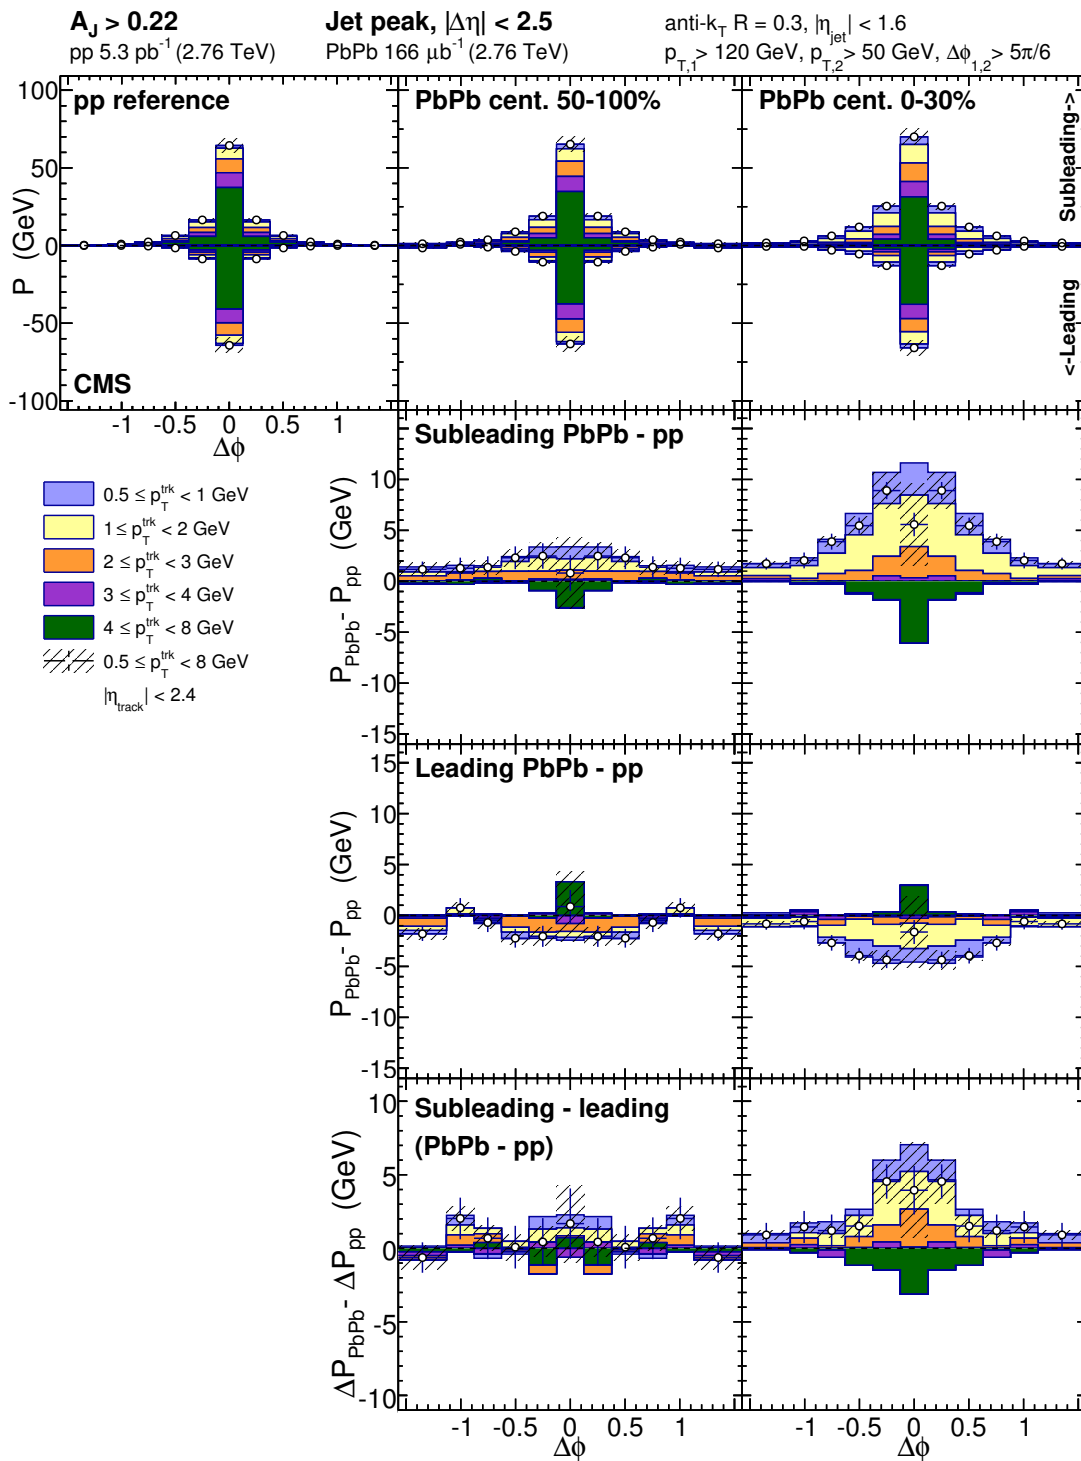 A_J > 0.22
Jet peak, |Δη| < 2.5
anti-k_T R = 0.3, |η_jet| < 1.6
pp 5.3 pb⁻¹ (2.76 TeV)
PbPb 166 μb⁻¹ (2.76 TeV)
p_T,1 > 120 GeV, p_T,2 > 50 GeV, Δϕ_1,2 > 5π/6
pp reference
PbPb cent. 50-100%
PbPb cent. 0-30%
100
50
0
-50
-100
P (GeV)
Subleading->
<-Leading
CMS
-1 -0.5 0 0.5 1
Δϕ
0.5 ≤ p_T^trk < 1 GeV
1 ≤ p_T^trk < 2 GeV
2 ≤ p_T^trk < 3 GeV
3 ≤ p_T^trk < 4 GeV
4 ≤ p_T^trk < 8 GeV
0.5 ≤ p_T^trk < 8 GeV
|η_track| < 2.4
Subleading PbPb - pp
10
5
0
-5
-10
-15
P_PbPb - P_pp (GeV)
Leading PbPb - pp
15
10
5
0
-5
-10
-15
P_PbPb - P_pp (GeV)
Subleading - leading
(PbPb - pp)
10
5
0
-5
-10
ΔP_PbPb - ΔP_pp (GeV)
-1 -0.5 0 0.5 1
Δϕ
-1 -0.5 0 0.5 1
Δϕ